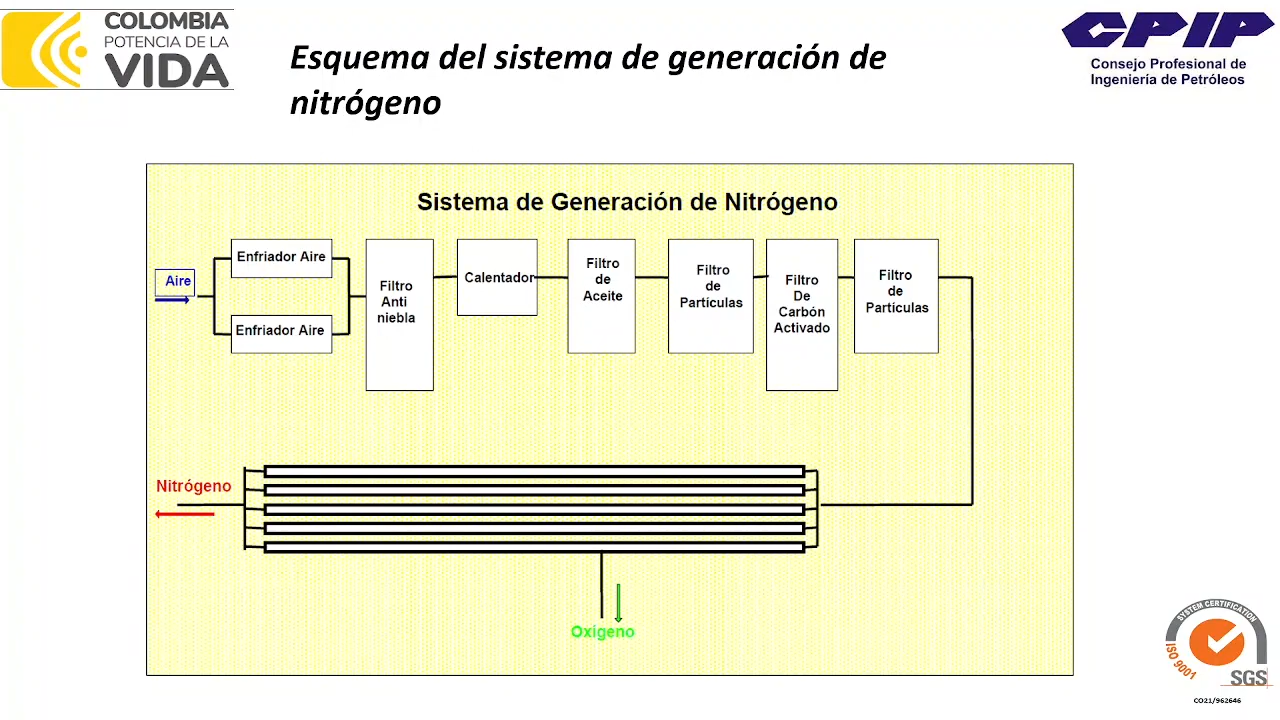 COLOMBIA
POTENCIA DE LA
VIDA
Esquema del sistema de generación de
nitrógeno
CPIP
Consejo Profesional de
Ingeniería de Petróleos
Sistema de Generación de Nitrógeno
Aire
Enfriador Aire
Enfriador Aire
Filtro
Anti
niebla
Calentador
Filtro
de
Aceite
Filtro
de
Partículas
Filtro
De
Carbón
Activado
Filtro
de
Partículas
Nitrógeno
Oxígeno
SYSTEM CERTIFICATION
ISO 9001
SGS
CO21/962646